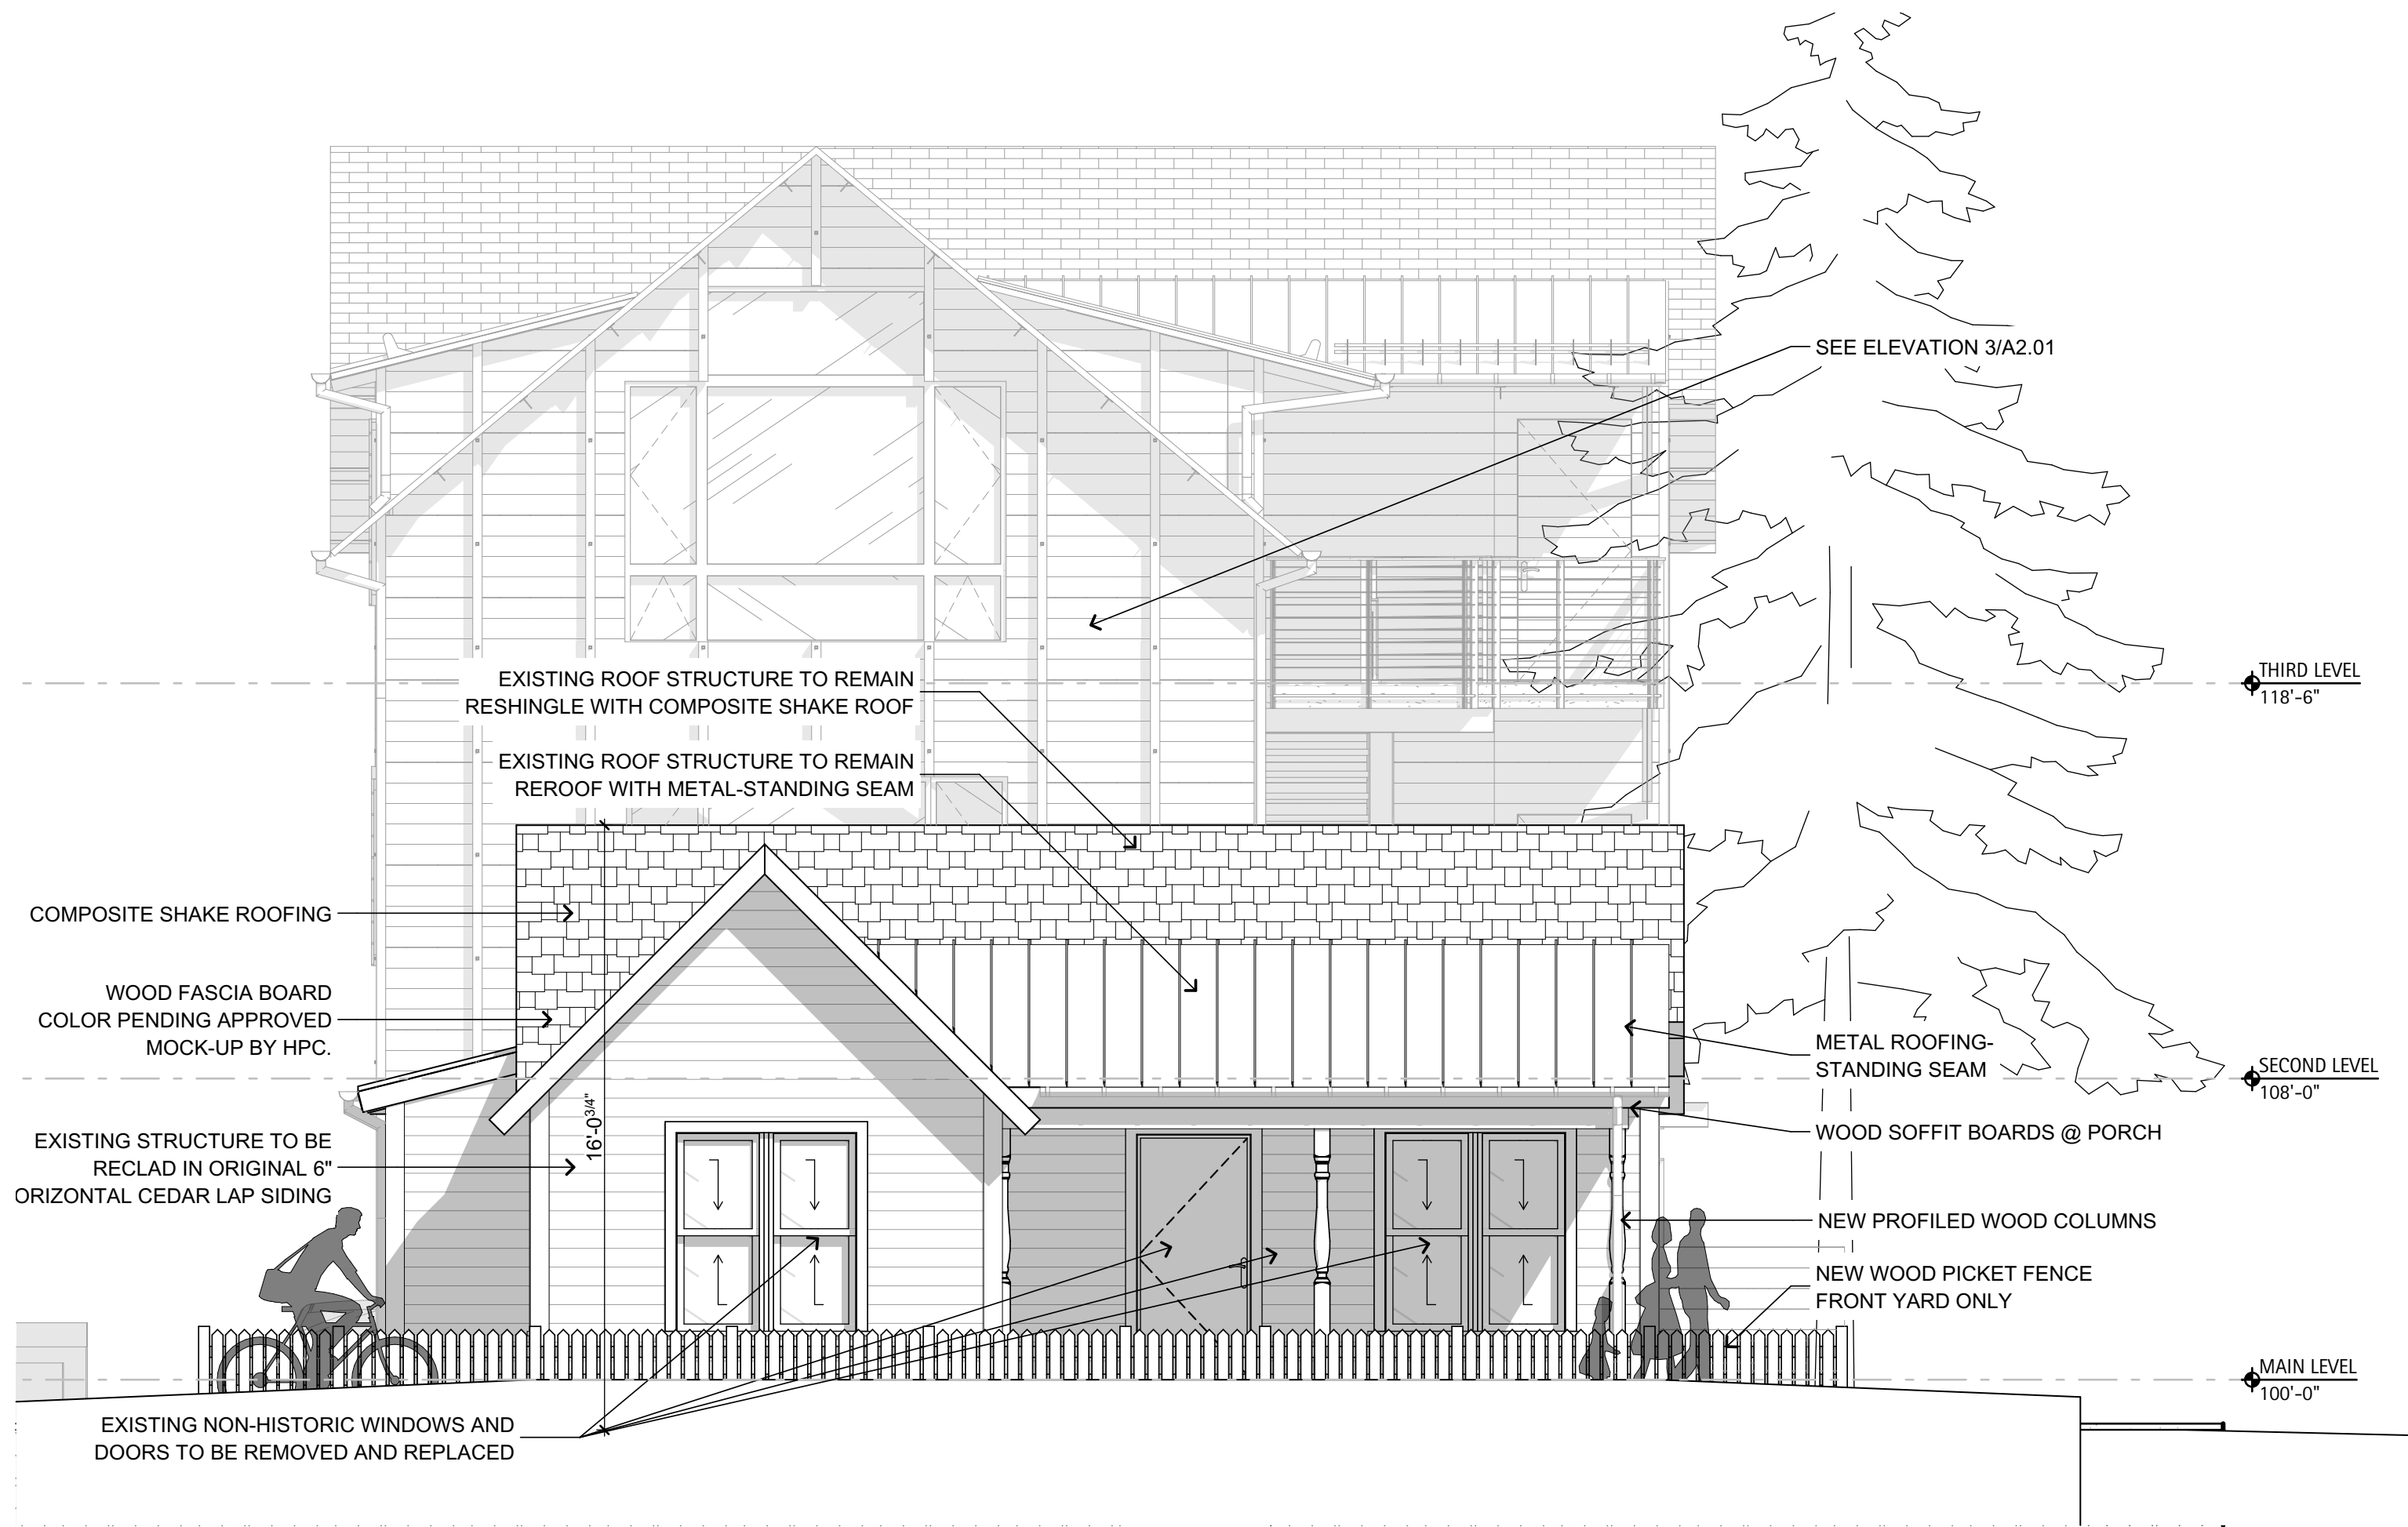 SEE ELEVATION 3/A2.01
EXISTING ROOF STRUCTURE TO REMAIN
RESHINGLE WITH COMPOSITE SHAKE ROOF
THIRD LEVEL
118'-6"
EXISTING ROOF STRUCTURE TO REMAIN
REROOF WITH METAL-STANDING SEAM
COMPOSITE SHAKE ROOFING
WOOD FASCIA BOARD
COLOR PENDING APPROVED
MOCK-UP BY HPC.
METAL ROOFING-
STANDING SEAM
SECOND LEVEL
108'-0"
16'-0 3/4"
EXISTING STRUCTURE TO BE
RECLAD IN ORIGINAL 6"
ORIZONTAL CEDAR LAP SIDING
WOOD SOFFIT BOARDS @ PORCH
NEW PROFILED WOOD COLUMNS
NEW WOOD PICKET FENCE
FRONT YARD ONLY
MAIN LEVEL
100'-0"
EXISTING NON-HISTORIC WINDOWS AND
DOORS TO BE REMOVED AND REPLACED